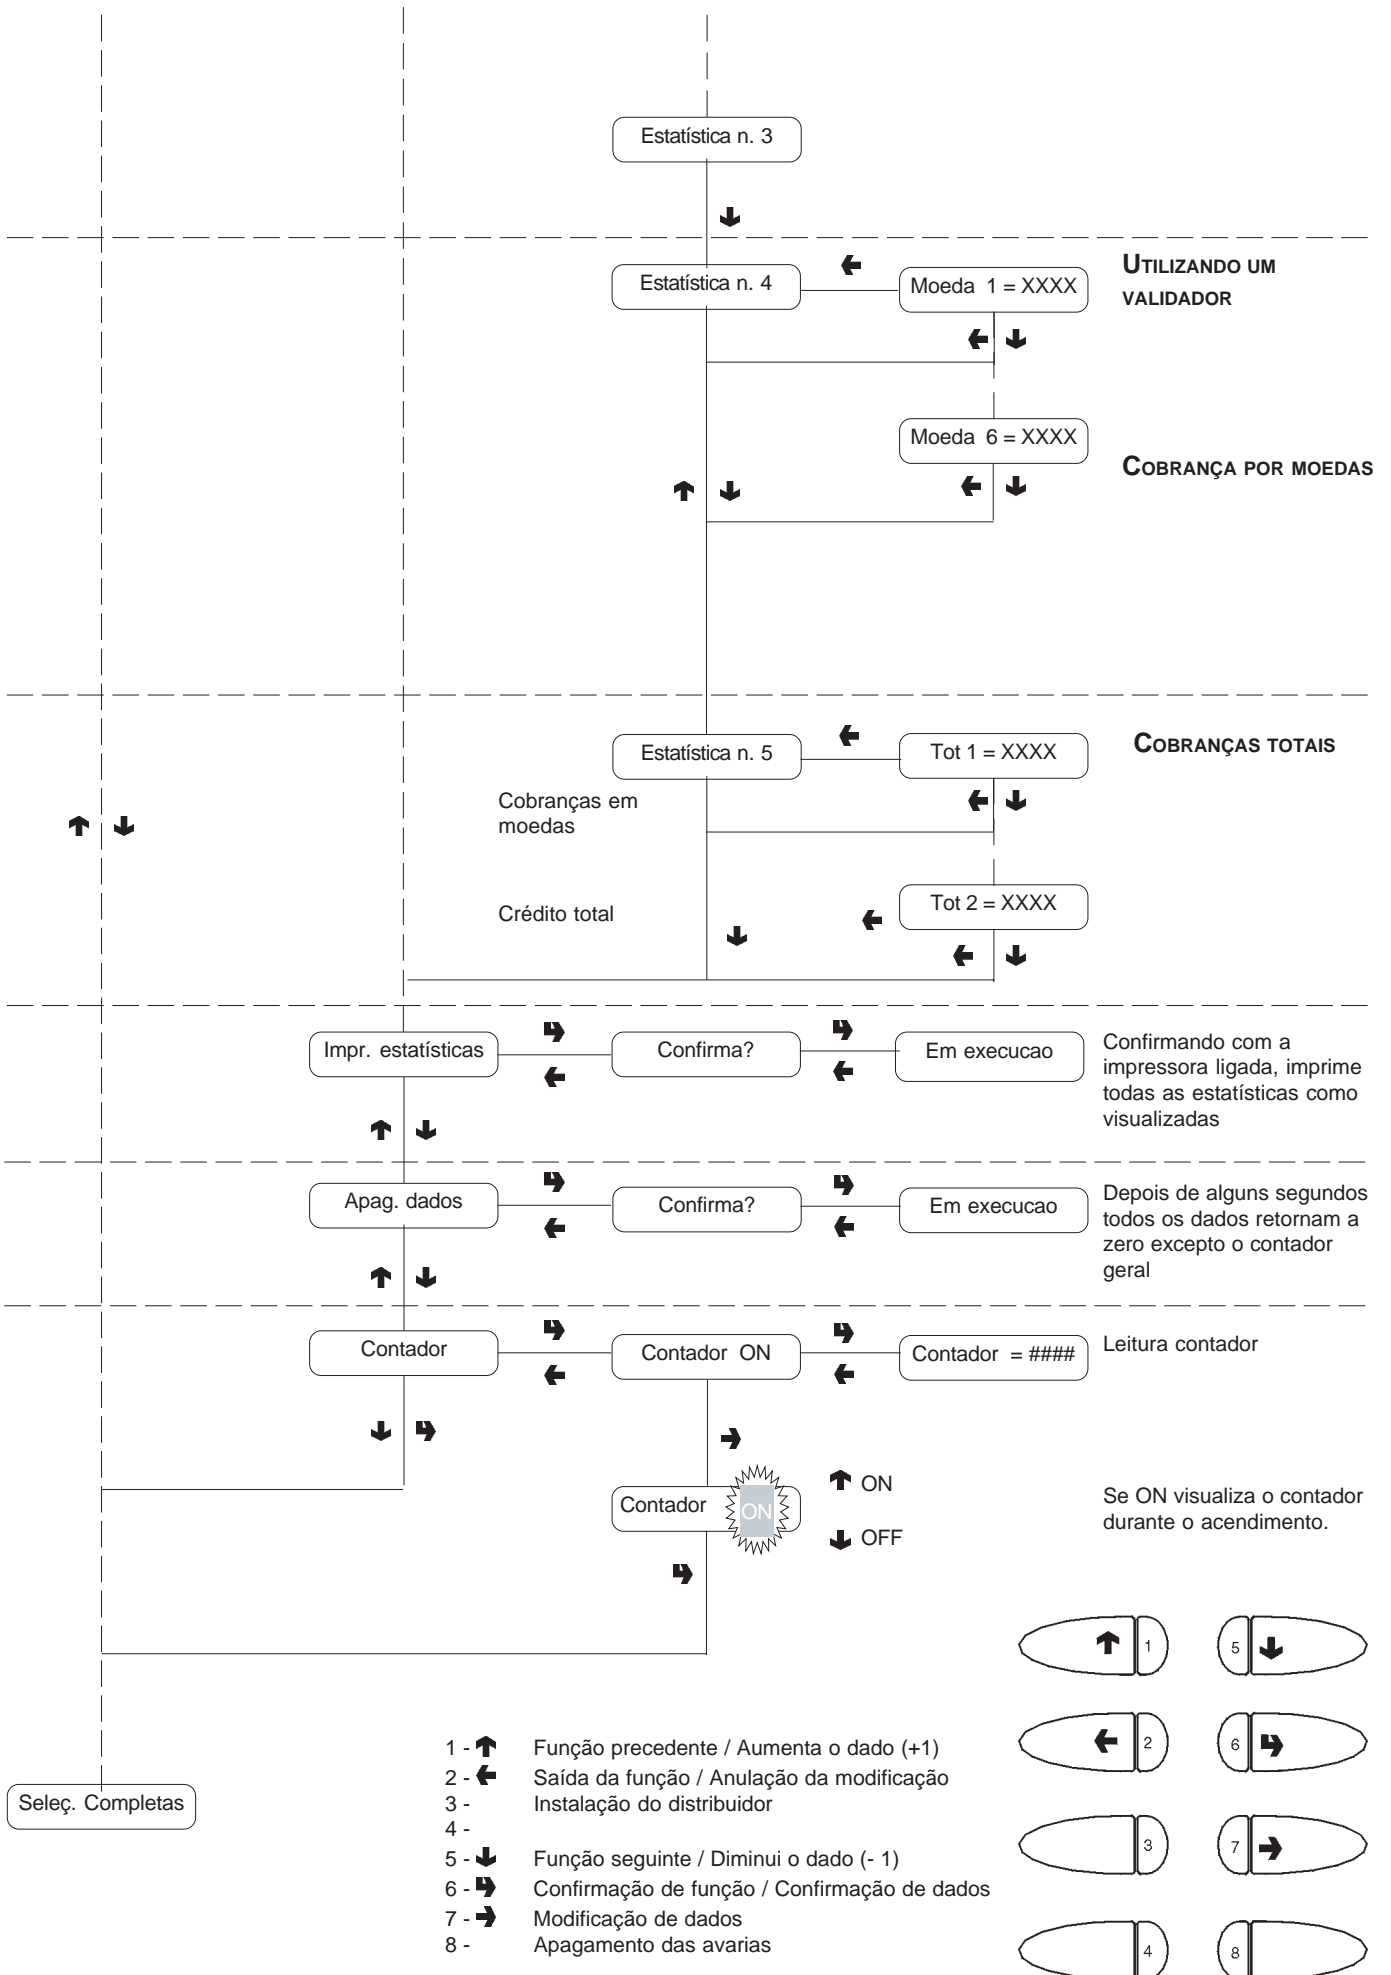 Estatística n. 3
Estatística n. 4
Moeda 1 = XXXX
UTILIZANDO UM
VALIDADOR
Moeda 6 = XXXX
COBRANÇA POR MOEDAS
Estatística n. 5
Tot 1 = XXXX
COBRANÇAS TOTAIS
Cobranças em
moedas
Crédito total
Tot 2 = XXXX
Impr. estatísticas
Confirma?
Em execucao
Confirmando com a
impressora ligada, imprime
todas as estatísticas como
visualizadas
Apag. dados
Confirma?
Em execucao
Depois de alguns segundos
todos os dados retornam a
zero excepto o contador
geral
Contador
Contador ON
Contador = ####
Leitura contador
Contador ON
ON
OFF
Se ON visualiza o contador
durante o acendimento.
1
5
2
6
3
7
4
8
Seleç. Completas
1 - Função precedente / Aumenta o dado (+1)
2 - Saída da função / Anulação da modificação
3 - Instalação do distribuidor
4 -
5 - Função seguinte / Diminui o dado (- 1)
6 - Confirmação de função / Confirmação de dados
7 - Modificação de dados
8 - Apagamento das avarias